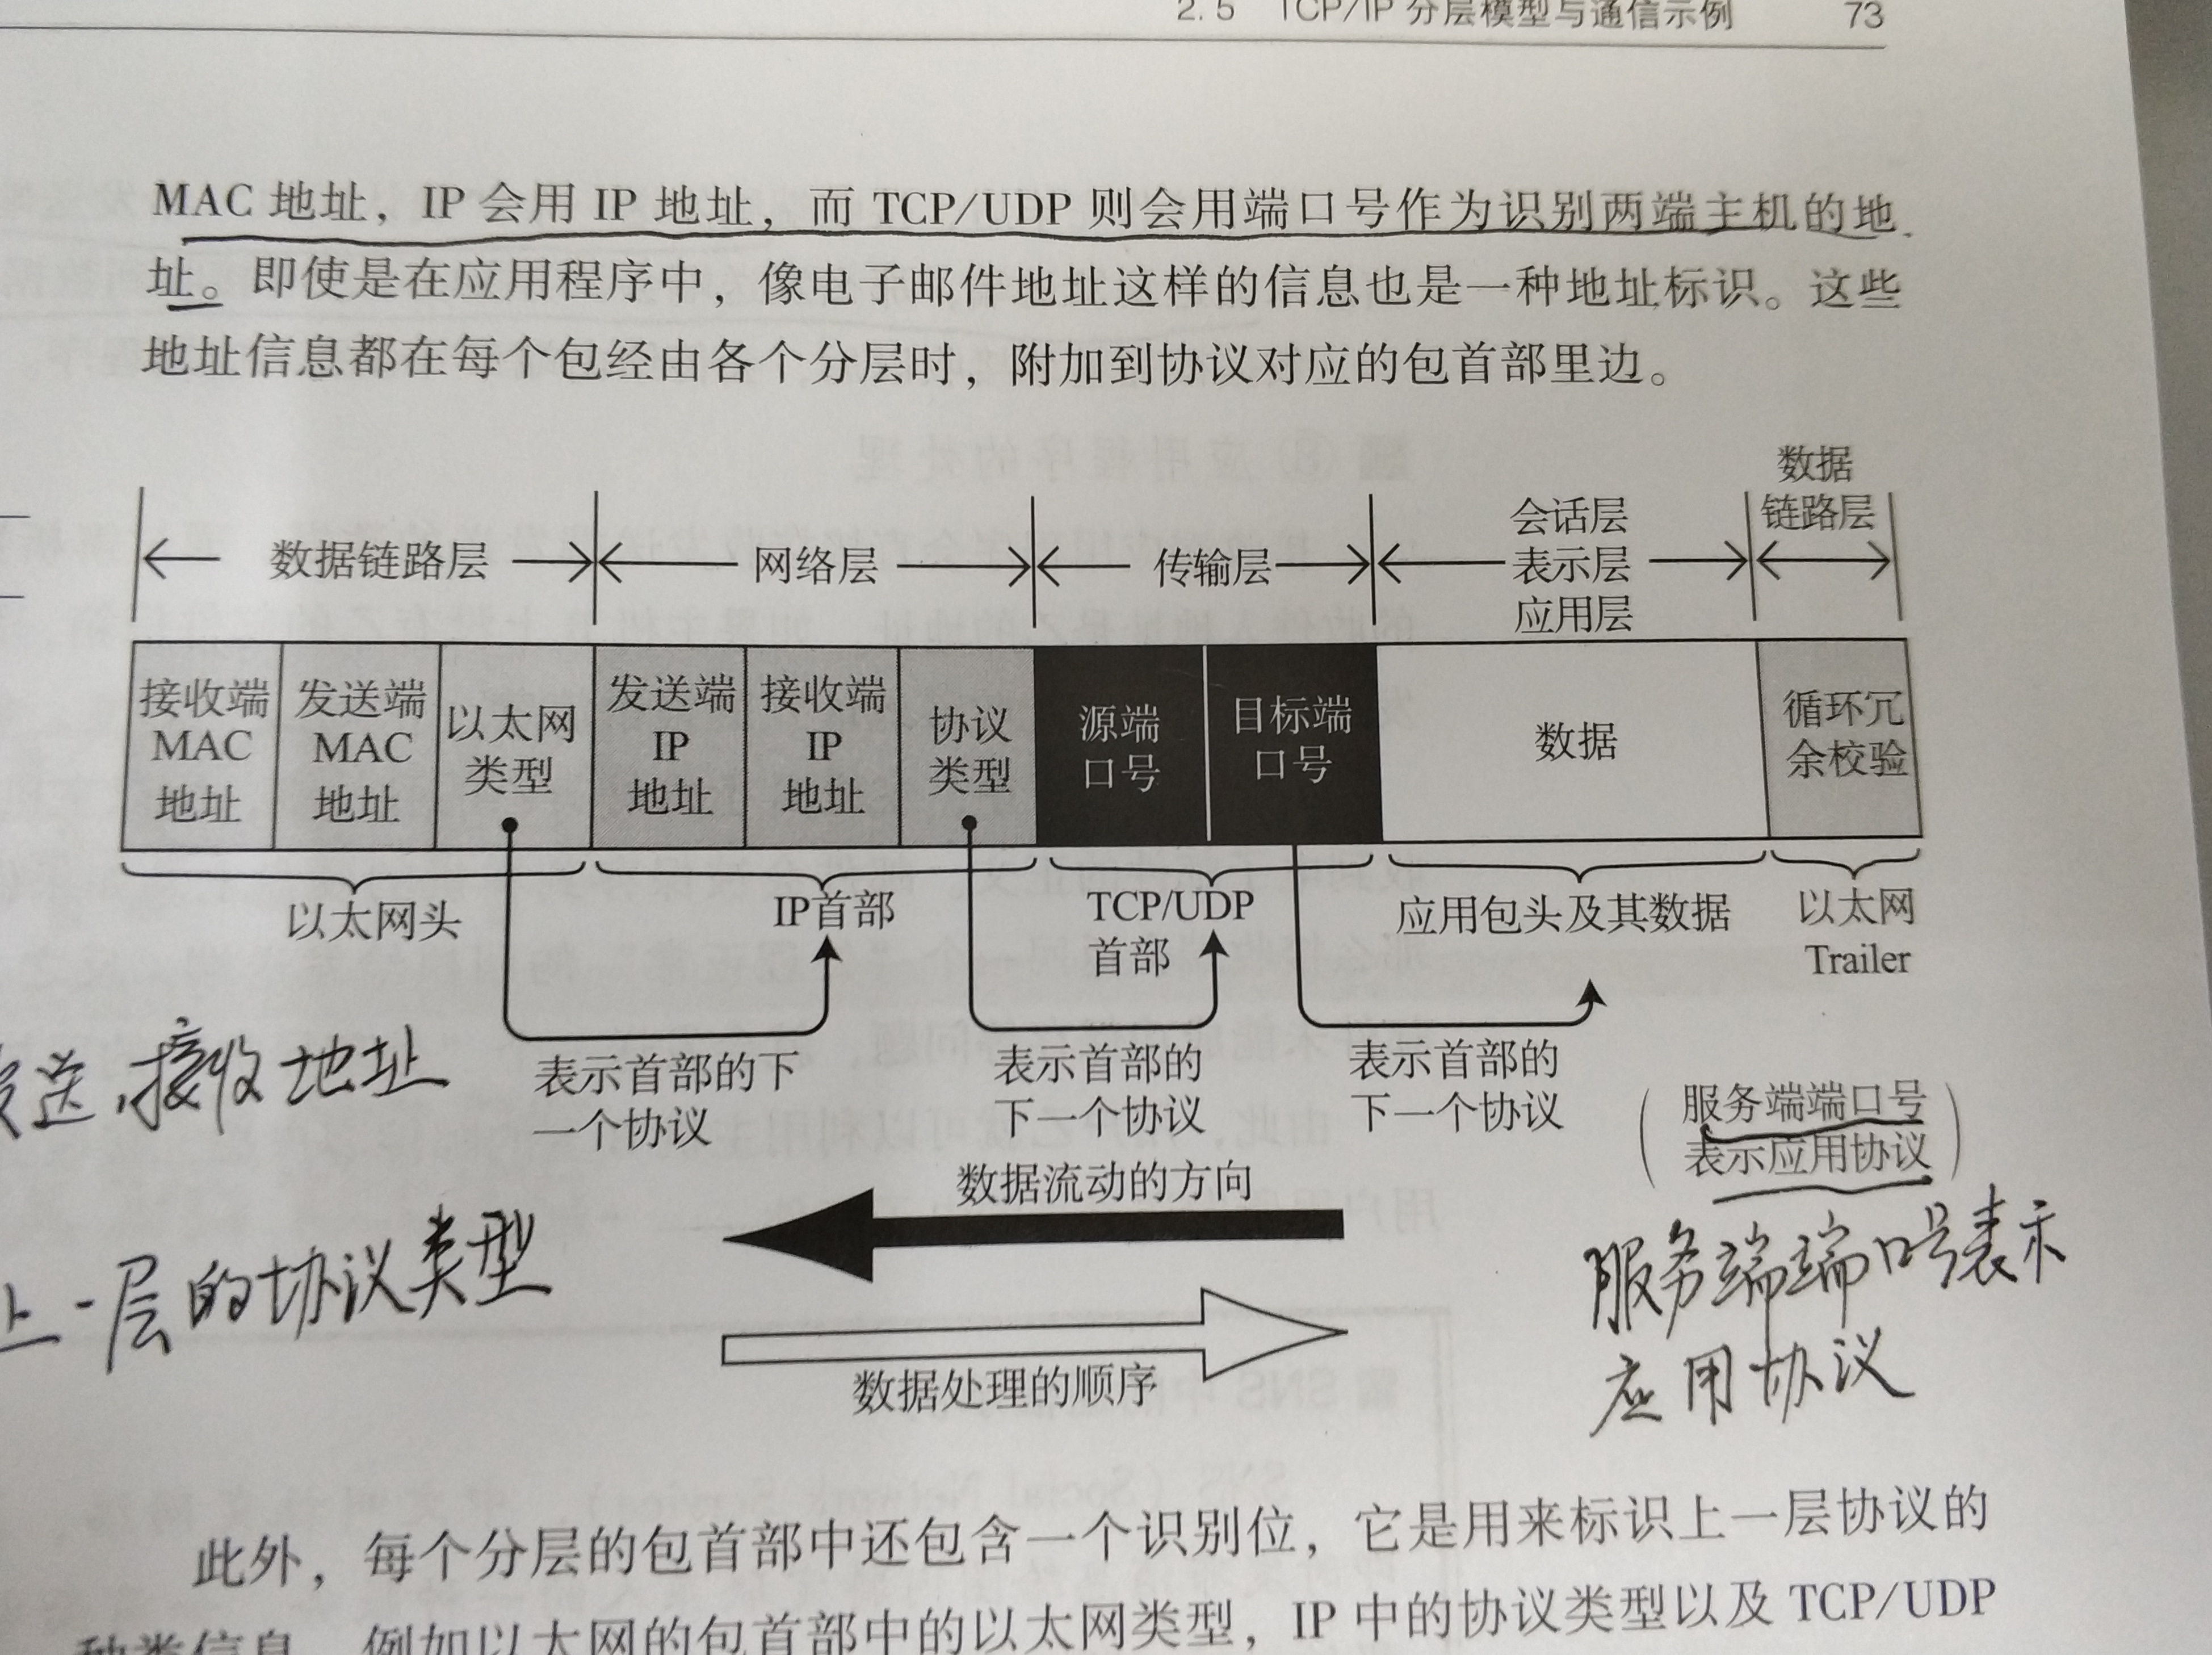 2.5 TCP/IP 分层模型与通信示例 73
MAC 地址，IP 会用 IP 地址，而 TCP/UDP 则会用端口号作为识别两端主机的地
址。即使是在应用程序中，像电子邮件地址这样的信息也是一种地址标识。这些
地址信息都在每个包经由各个分层时，附加到协议对应的包首部里边。
数据链路层
网络层
传输层
会话层
表示层
应用层
数据
链路层
接收端
MAC
地址
发送端
MAC
地址
以太网
类型
发送端
IP
地址
接收端
IP
地址
协议
类型
源端
口号
目标端
口号
数据
循环冗
余校验
以太网头
IP首部
TCP/UDP
首部
应用包头及其数据
以太网
Trailer
表示首部的下
一个协议
表示首部的
下一个协议
表示首部的
下一个协议
（服务端端口号
表示应用协议）
送，接收地址
上一层的协议类型
数据流动的方向
数据处理的顺序
服务端端口号表示
应用协议
此外，每个分层的包首部中还包含一个识别位，它是用来标识上一层协议的
种类信息。例如以太网的包首部中的以太网类型，IP 中的协议类型以及 TCP/UDP